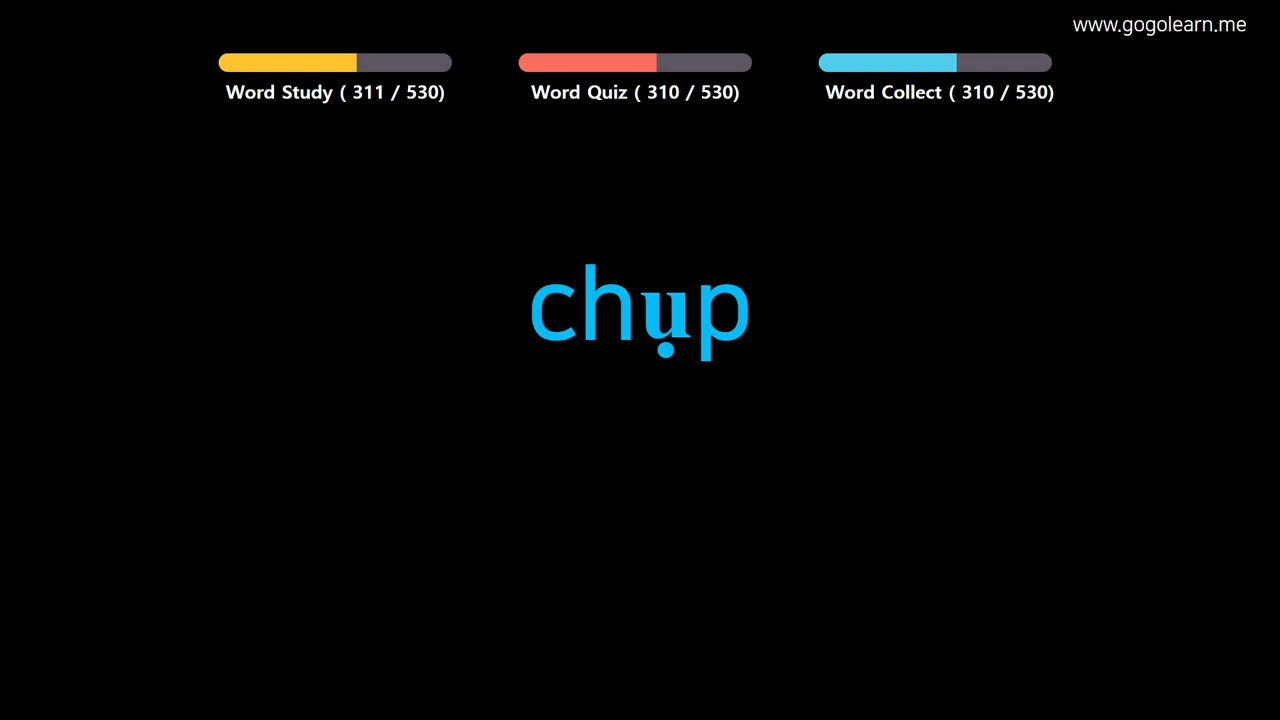 www.gogolearn.me
Word Study ( 311 / 530)
Word Quiz ( 310 / 530)
Word Collect ( 310 / 530)
chụp